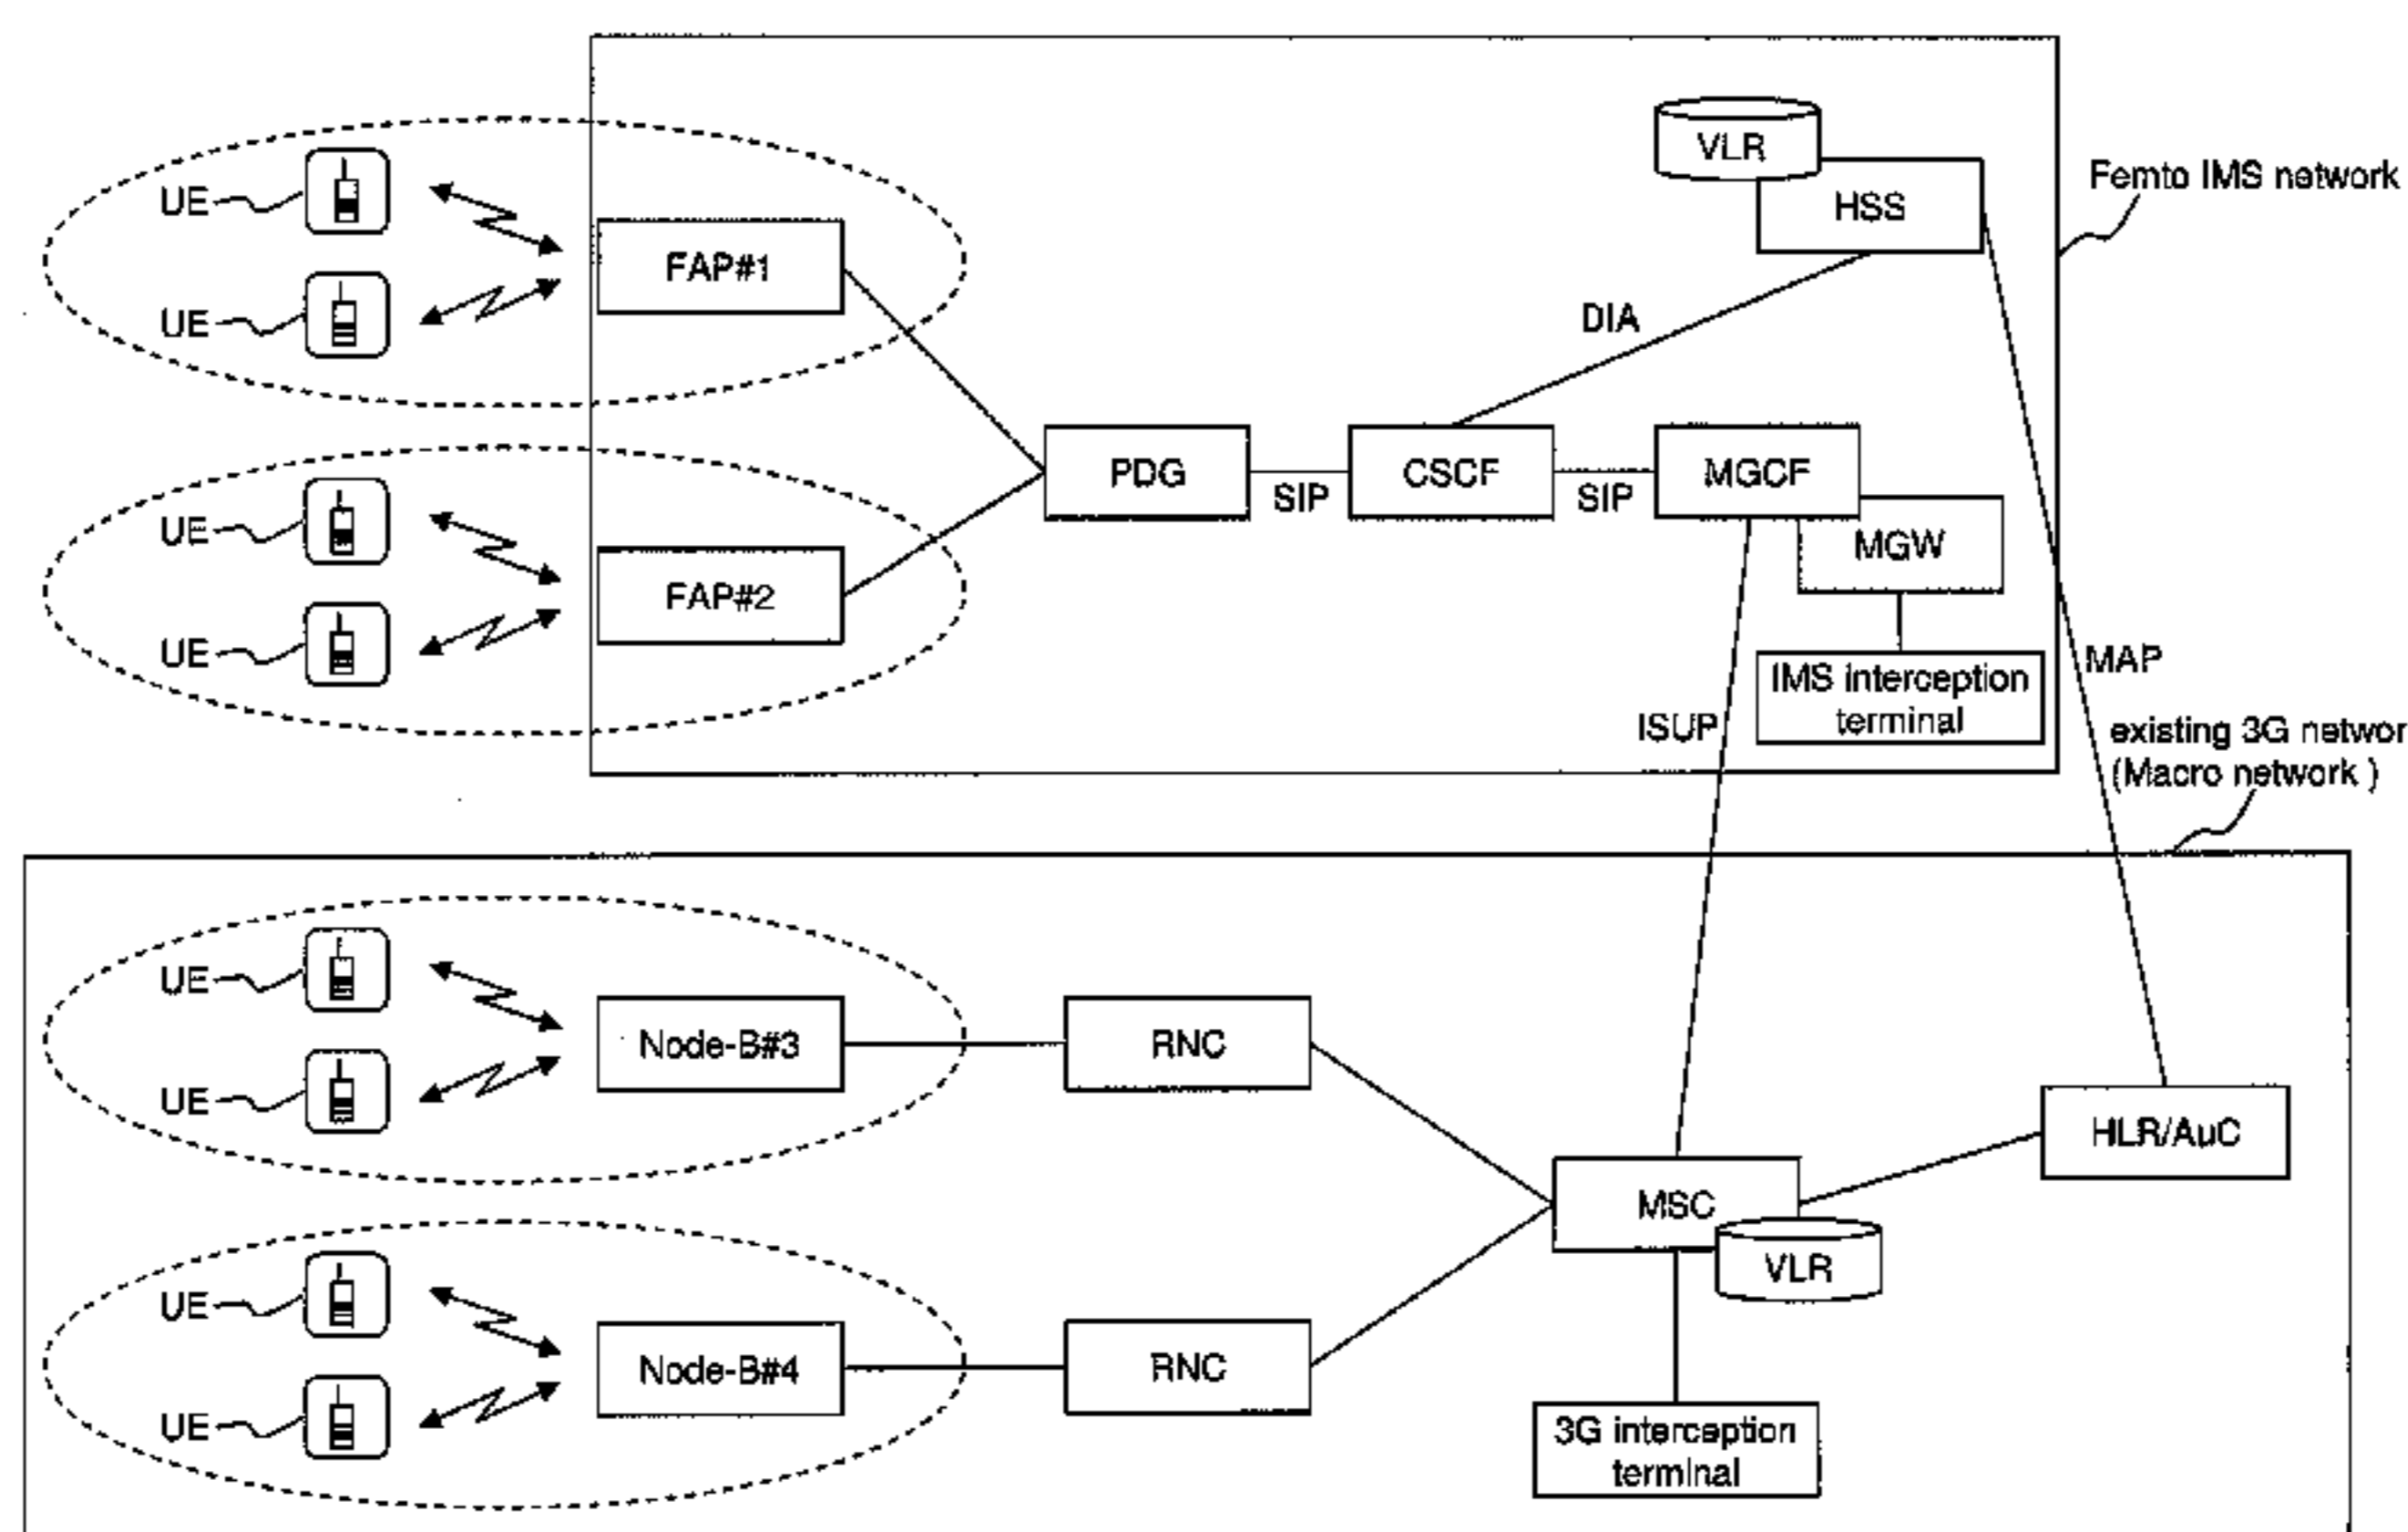 VLR
HSS
Femto IMS network
UE
FAP#1
UE
DIA
PDG
SIP
CSCF
SIP
MGCF
MGW
UE
FAP#2
UE
IMS interception
terminal
MAP
ISUP
existing 3G networ
(Macro network )
UE
Node-B#3
RNC
UE
HLR/AuC
MSC
VLR
UE
Node-B#4
RNC
UE
3G interception
terminal